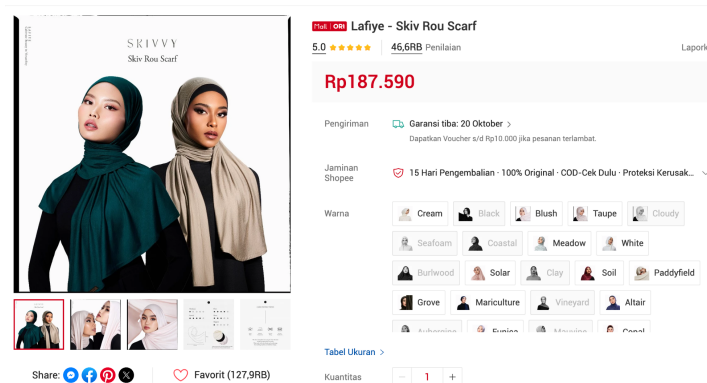 SKIVVY
Skiv Rou Scarf
Mall | ORI Lafiye - Skiv Rou Scarf
5.0 46,6RB Penilaian
Rp187.590
Pengiriman Garansi tiba: 20 Oktober
Dapatkan Voucher s/d Rp10.000 jika pesanan terlambat.
Jaminan Shopee 15 Hari Pengembalian · 100% Original · COD-Cek Dulu · Proteksi Kerusak...
Warna Cream Black Blush Taupe Cloudy
Seafoam Coastal Meadow White
Burlwood Solar Clay Soil Paddyfield
Grove Mariculture Vineyard Altair
Tabel Ukuran
Kuantitas 1
Share: Favorit (127,9RB)